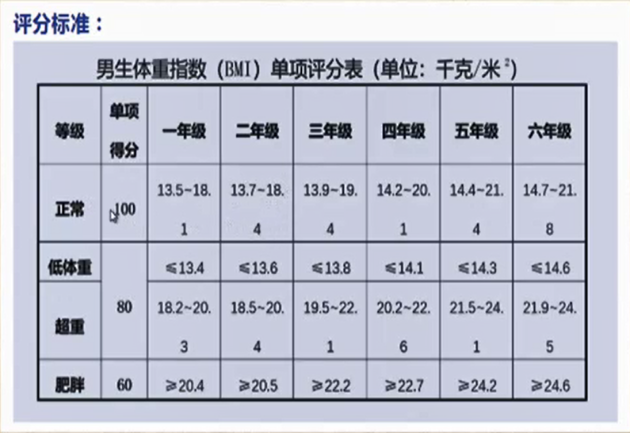 评分标准：
男生体重指数（BMI）单项评分表（单位：千克/米²）
等级 单项得分 一年级 二年级 三年级 四年级 五年级 六年级
正常 100 13.5~18.1 13.7~18.4 13.9~19.4 14.2~20.1 14.4~21.4 14.7~21.8
低体重 80 ≤13.4 ≤13.6 ≤13.8 ≤14.1 ≤14.3 ≤14.6
超重 18.2~20.3 18.5~20.4 19.5~22.1 20.2~22.6 21.5~24.1 21.9~24.5
肥胖 60 ≥20.4 ≥20.5 ≥22.2 ≥22.7 ≥24.2 ≥24.6